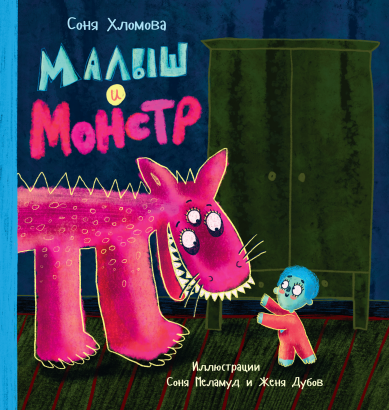 Соня Хломова
Малыш
и
Монстр
Иллюстрации
Соня Меламуд и Женя Дубов